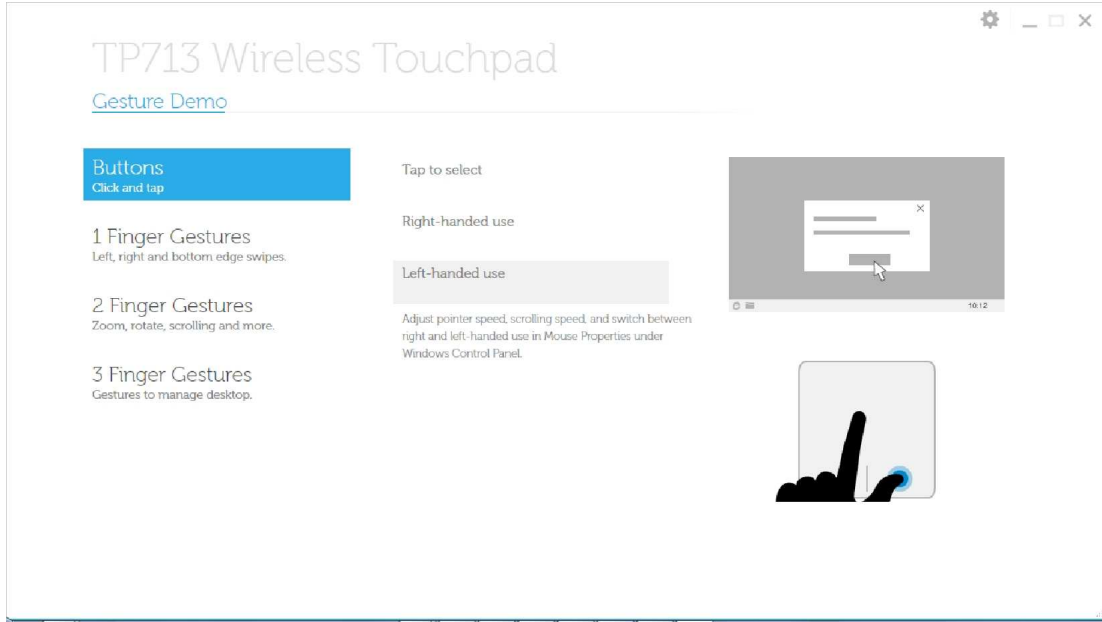 TP713 Wireless Touchpad
Gesture Demo
Buttons
Click and tap
1 Finger Gestures
Left, right and bottom edge swipes.
2 Finger Gestures
Zoom, rotate, scrolling and more.
3 Finger Gestures
Gestures to manage desktop.
Tap to select
Right-handed use
Left-handed use
Adjust pointer speed, scrolling speed, and switch between
right and left-handed use in Mouse Properties under
Windows Control Panel.
10:12